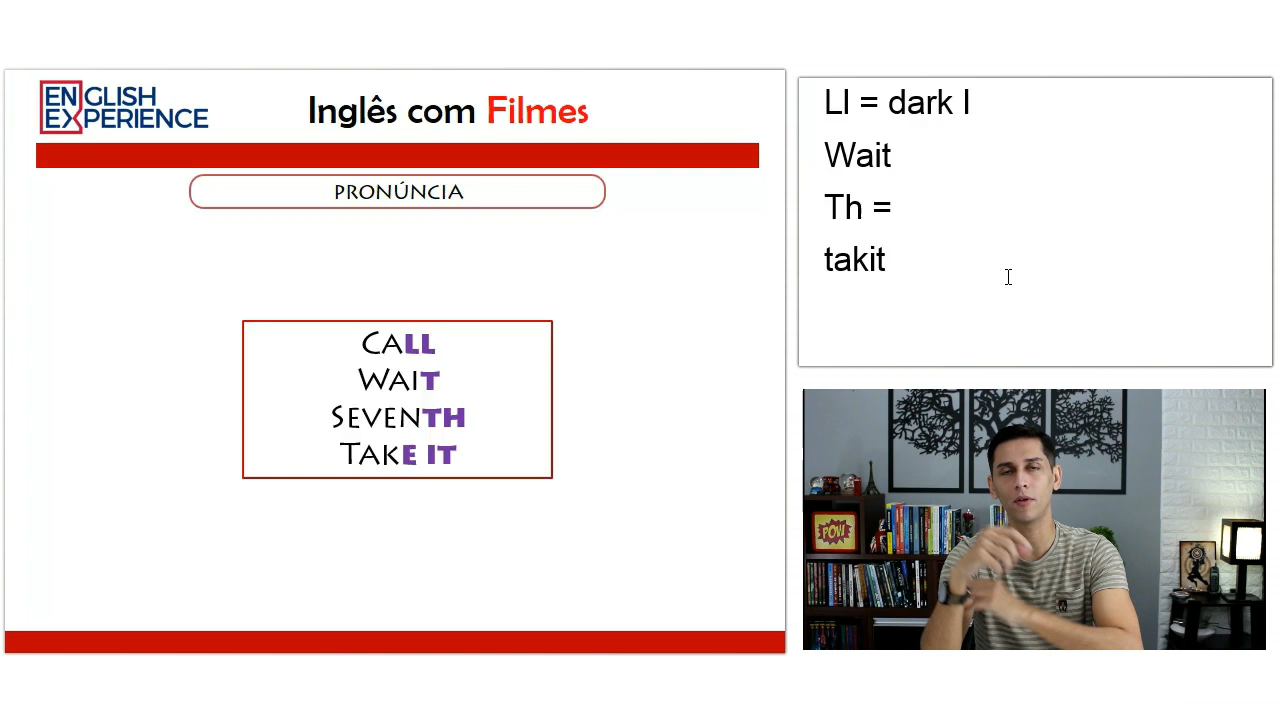 ENGLISH
EXPERIENCE
Inglês com Filmes
PRONÚNCIA
CALL
WAIT
SEVENTH
TAKE IT
Ll = dark l
Wait
Th =
takit
POW!